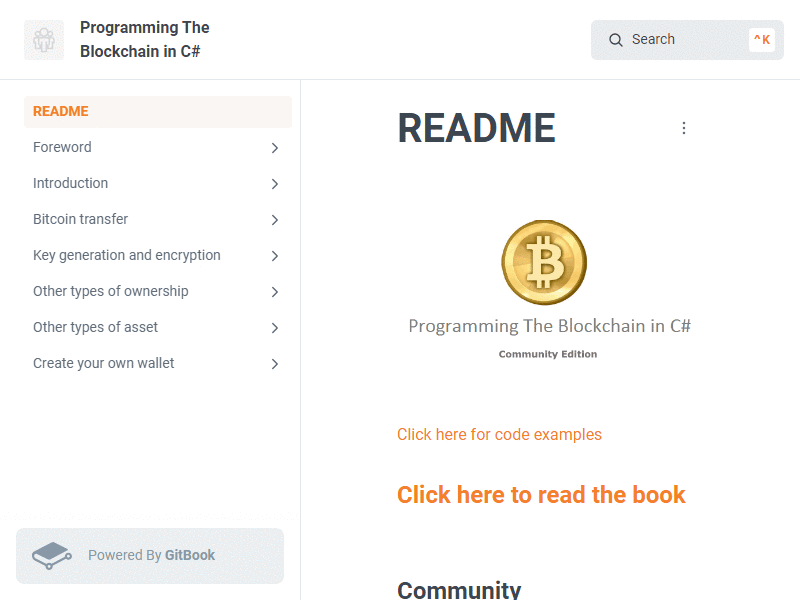 Programming The
Blockchain in C#
Search
^ K
README
Foreword
Introduction
Bitcoin transfer
Key generation and encryption
Other types of ownership
Other types of asset
Create your own wallet
Powered By GitBook
README
Programming The Blockchain in C#
Community Edition
Click here for code examples
Click here to read the book
Community